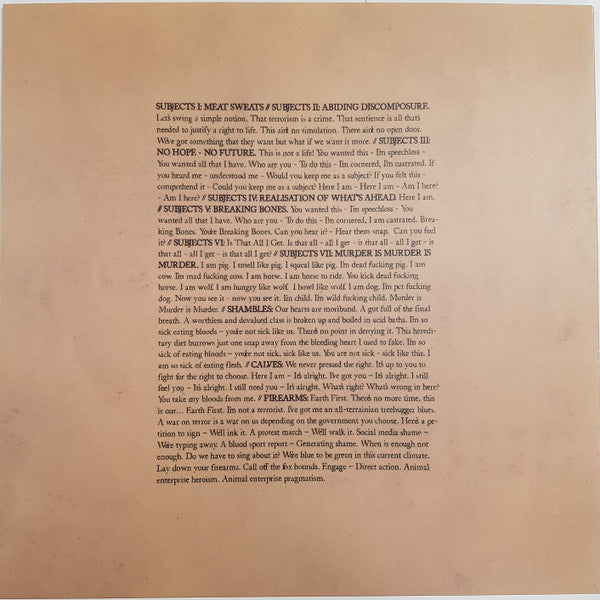 SUBJECTS I: MEAT SWEATS // SUBJECTS II: ABIDING DISCOMPOSURE.
Let's swing a simple notion. That terrorism is a crime. That sentience is all that's
needed to justify a right to life. This ain't no simulation. There ain't no open door.
We've got something that they want but what if we want it more. // SUBJECTS III:
NO HOPE - NO FUTURE. This is not a life! You wanted this - I'm speechless -
You wanted all that I have. Who are you - To do this - I'm cornered, I'm castrated. If
you heard me - understood me - Would you keep me as a subject? If you felt this -
comprehend it - Could you keep me as a subject? Here I am - Here I am - Am I here?
- Am I here? // SUBJECTS IV: REALISATION OF WHAT'S AHEAD. Here I am.
// SUBJECTS V: BREAKING BONES. You wanted this - I'm speechless - You
wanted all that I have. Who are you - To do this - I'm cornered, I am castrated. Brea-
king Bones. You're Breaking Bones. Can you hear it? - Hear them snap. Can you feel
it? // SUBJECTS VI: Is That All I Get. Is that all - all I get - is that all - all I get - is
that all - all I get - is that all - all I get? // SUBJECTS VII: MURDER IS MURDER IS
MURDER. I am pig. I smell like pig. I squeal like pig. I'm dead fucking pig. I am
cow. I'm mad fucking cow. I am horse. I am horse to ride. You kick dead fucking
horse. I am wolf I am hungry like wolf. I howl like wolf I am dog. I'm pet fucking
dog. Now you see it - now you see it. I'm child. I'm wild fucking child. Murder is
Murder is Murder. // SHAMBLES: Our hearts are moribund. A gut full of the final
breath. A worthless and devalued class is broken up and boiled in acid baths. I'm so
sick eating bloods – you're not sick like us. There's no point in denying it. This heredi-
tary diet burrows just one snap away from the bleeding heart I used to fake. I'm so
sick of eating bloods – you're not sick, sick like us. You are not sick - sick like this. I
am so sick of eating flesh. // CALVES: We never pressed the right. It's up to you to
fight for the right to choose. Here I am – It's alright. I've got you – It's alright. I still
feel you – It's alright. I still need you – It's alright. What's right? What's wrong in here?
You take my bloods from me. // FIREARMS: Earth First. There's no more time, this
is our... Earth First. I'm not a terrorist. I've got me an all-terrainian treehugger blues.
A war on terror is a war on us depending on the government you choose. Here's a pe-
tition to sign – We'll ink it. A protest march – We'll walk it. Social media shame –
We're typing away. A blood sport report – Generating shame. When is enough not
enough. Do we have to sing about it? We're blue to be green in this current climate.
Lay down your firearms. Call off the fox hounds. Engage – Direct action. Animal
enterprise heroism. Animal enterprise pragmatism.